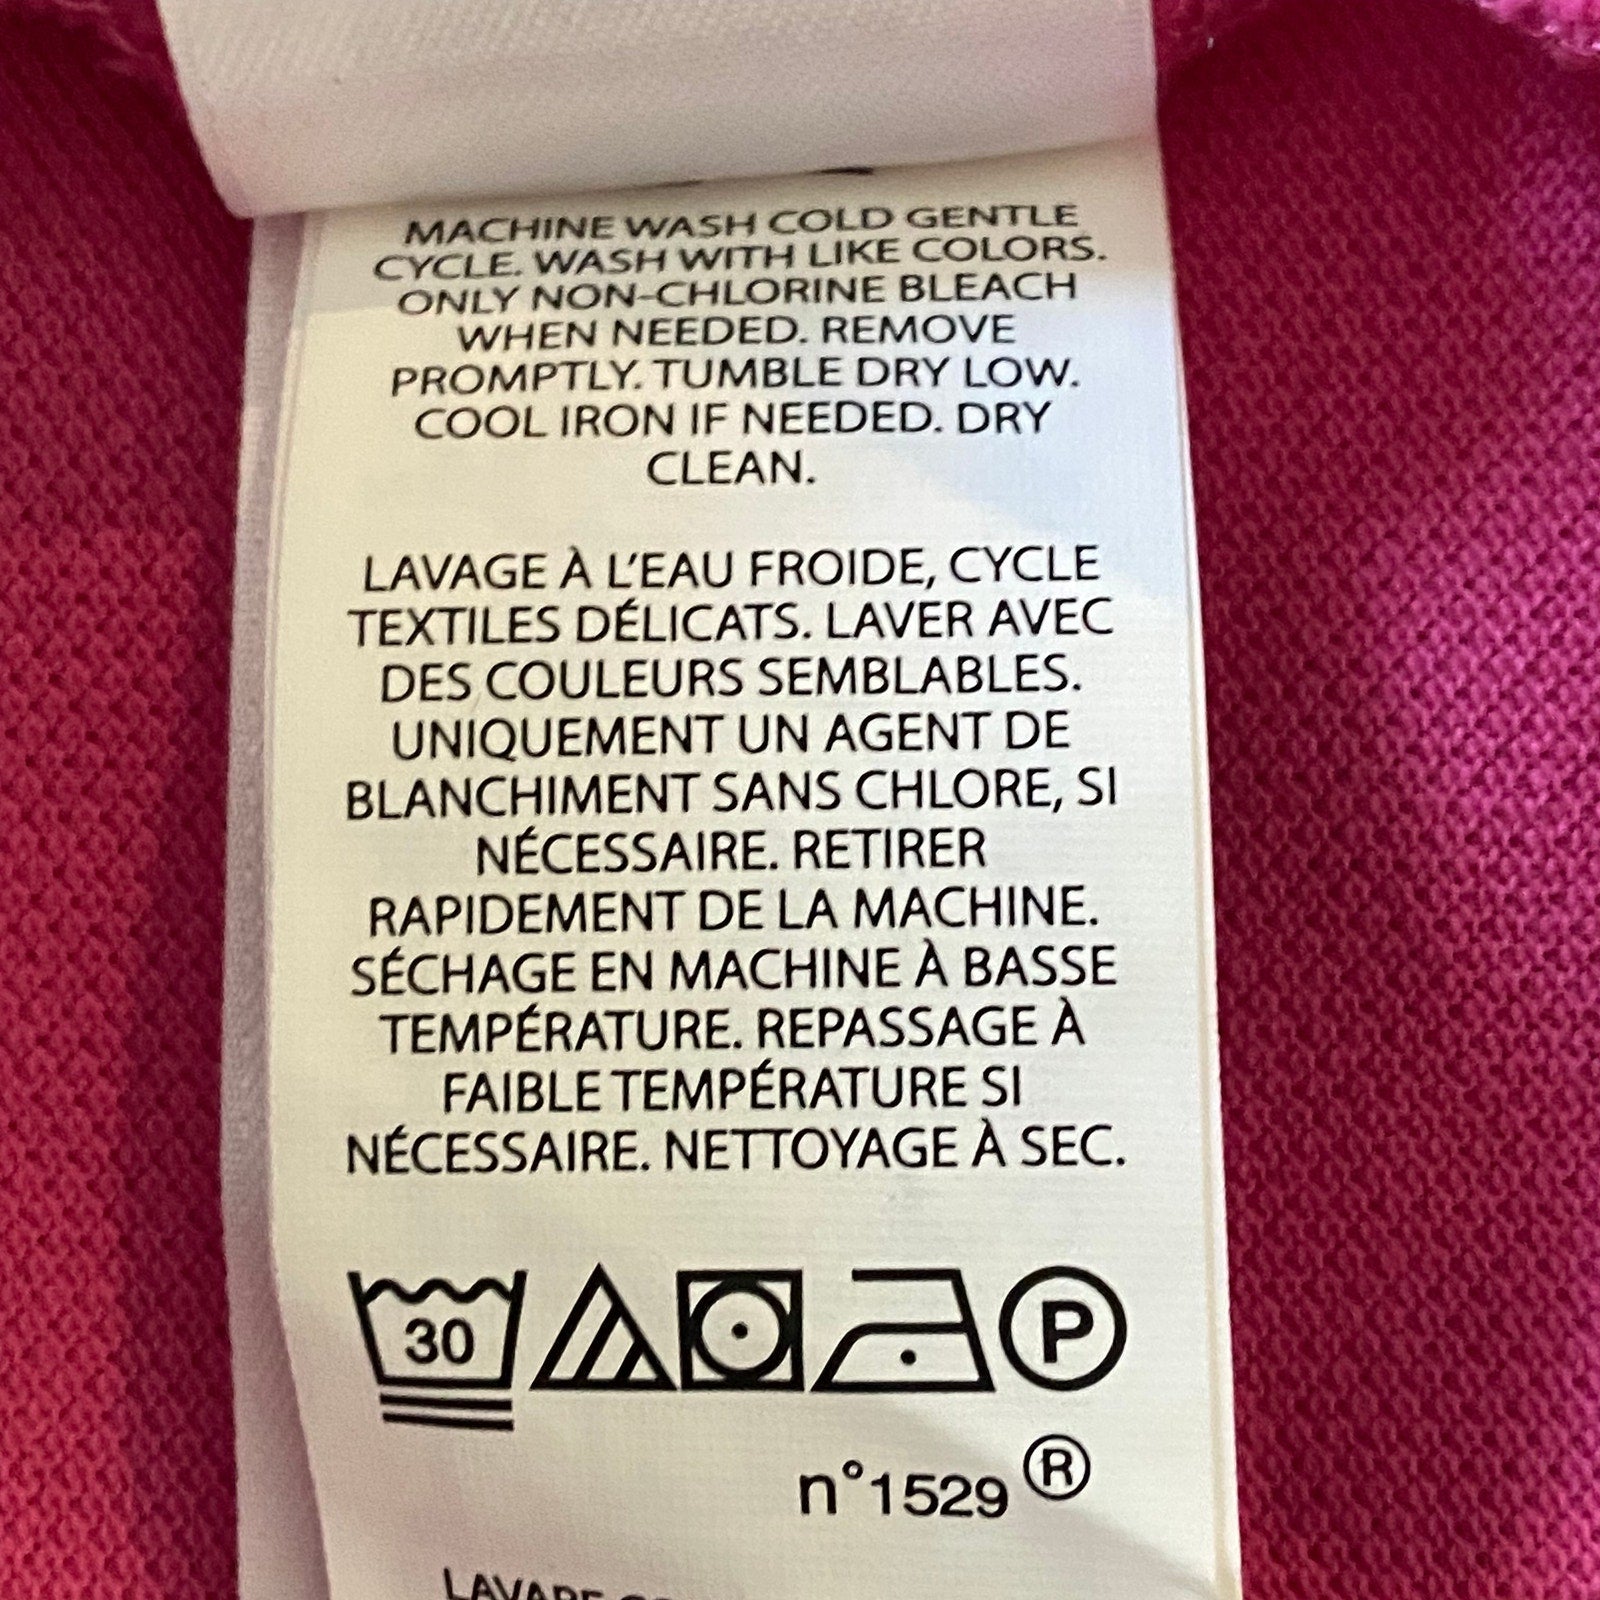 MACHINE WASH COLD GENTLE
CYCLE. WASH WITH LIKE COLORS.
ONLY NON-CHLORINE BLEACH
WHEN NEEDED. REMOVE
PROMPTLY. TUMBLE DRY LOW.
COOL IRON IF NEEDED. DRY
CLEAN.
LAVAGE À L'EAU FROIDE, CYCLE
TEXTILES DÉLICATS. LAVER AVEC
DES COULEURS SEMBLABLES.
UNIQUEMENT UN AGENT DE
BLANCHIMENT SANS CHLORE, SI
NÉCESSAIRE. RETIRER
RAPIDEMENT DE LA MACHINE.
SÉCHAGE EN MACHINE À BASSE
TEMPÉRATURE. REPASSAGE À
FAIBLE TEMPÉRATURE SI
NÉCESSAIRE. NETTOYAGE À SEC.
30 P
n°1529 ®
LAVARE